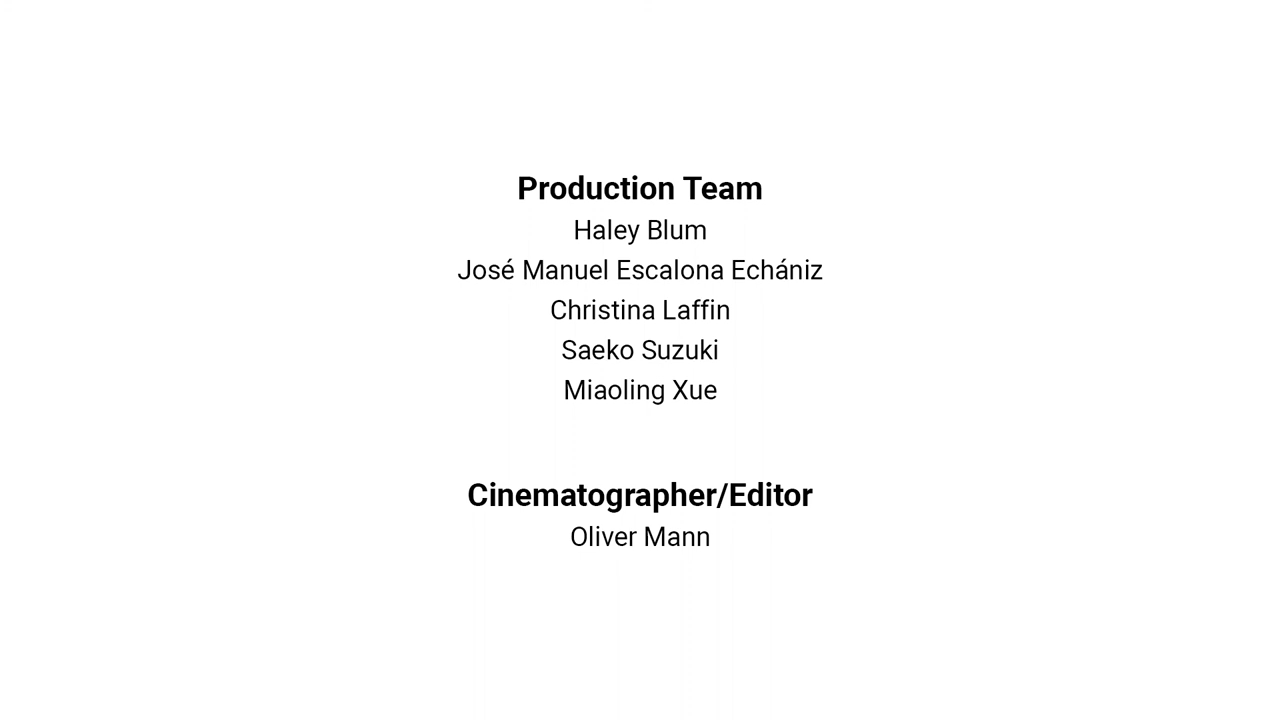 Production Team
Haley Blum
José Manuel Escalona Echániz
Christina Laffin
Saeko Suzuki
Miaoling Xue
Cinematographer/Editor
Oliver Mann